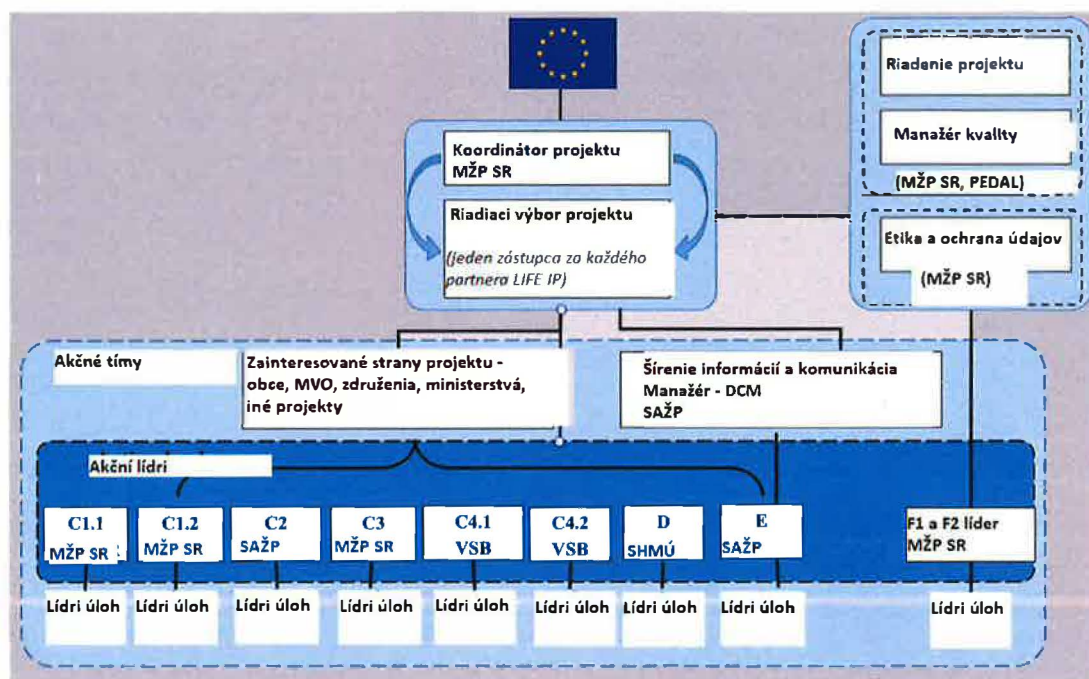 Riadenie projektu
Manažér kvality
(MŽP SR, PEDAL)
Etika a ochrana údajov
(MŽP SR)
Koordinátor projektu
MŽP SR
Riadiaci výbor projektu
(jeden zástupca za každého
partnera LIFE IP)
Akčné tímy
Zainteresované strany projektu -
obce, MVO, združenia, ministerstvá,
iné projekty
Šírenie informácií a komunikácia
Manažér - DCM
SAŽP
Akční lídri
C1.1
MŽP SR
C1.2
MŽP SR
C2
SAŽP
C3
MŽP SR
C4.1
VSB
C4.2
VSB
D
SHMÚ
E
SAŽP
F1 a F2 líder
MŽP SR
Lídri úloh
Lídri úloh
Lídri úloh
Lídri úloh
Lídri úloh
Lídri úloh
Lídri úloh
Lídri úloh
Lídri úloh